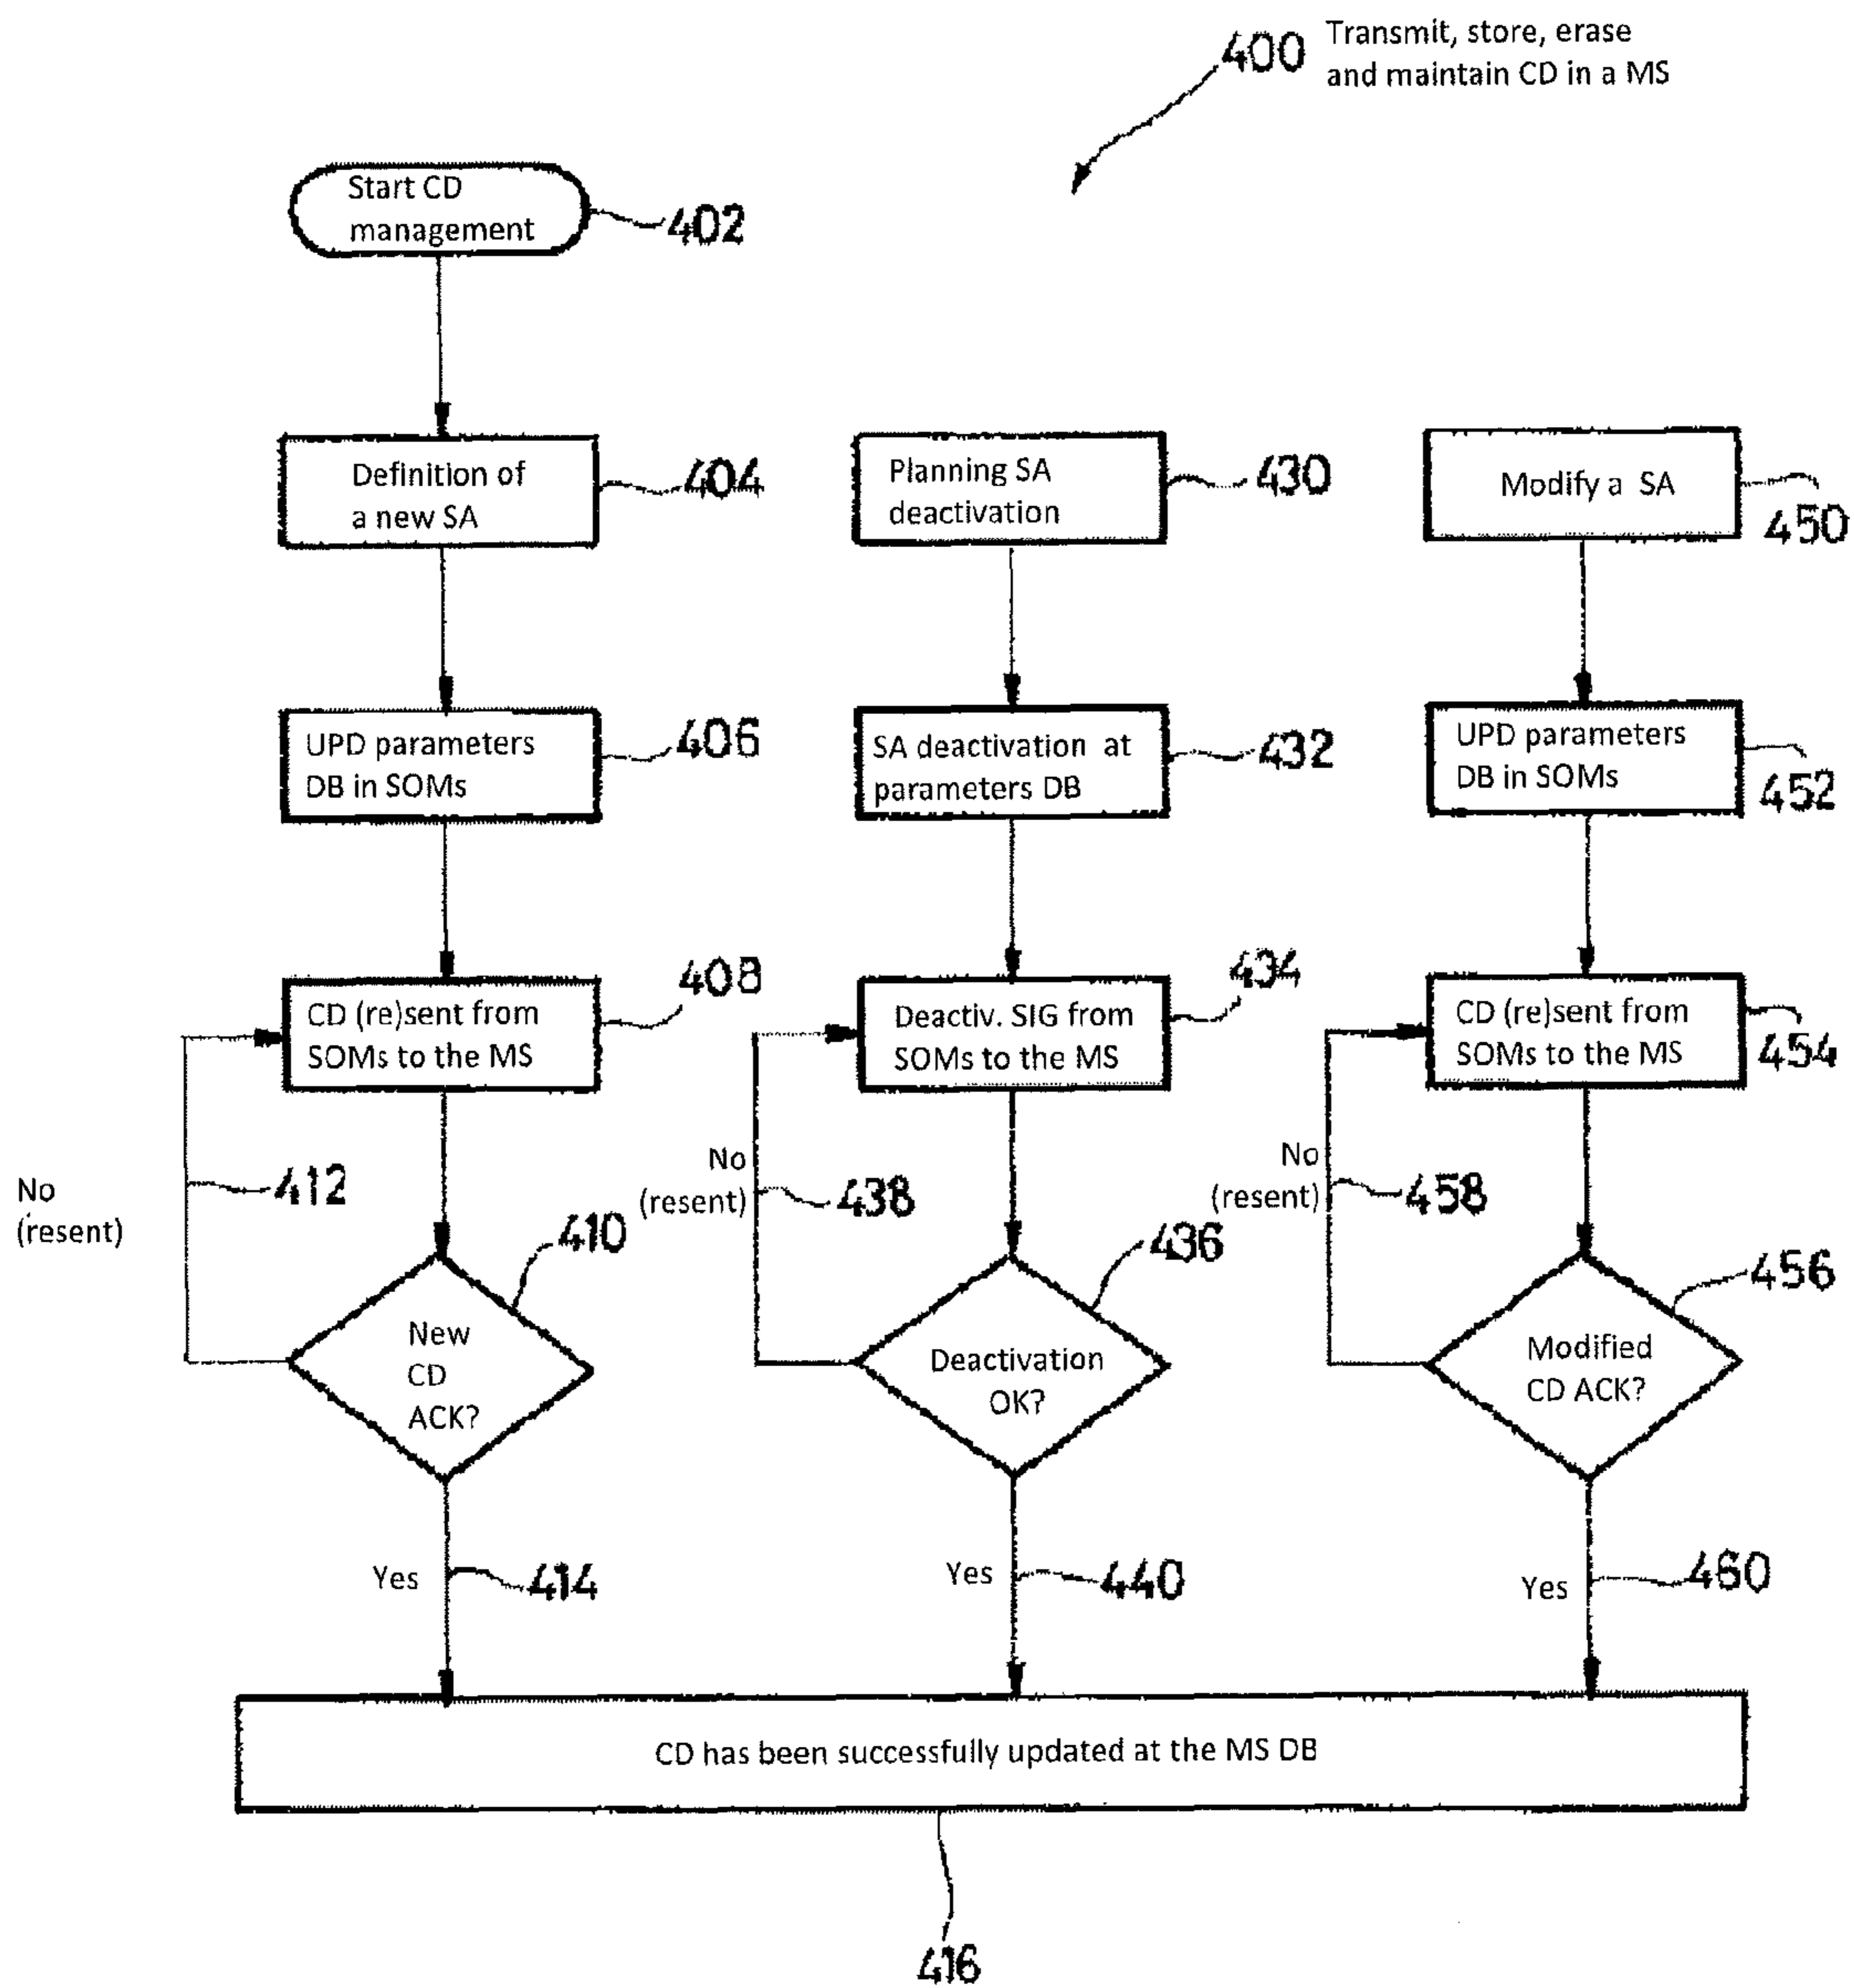 400
Transmit, store, erase
and maintain CD in a MS
Start CD
management
402
Definition of
a new SA
404
Planning SA
deactivation
430
Modify a SA
450
UPD parameters
DB in SOMs
406
SA deactivation at
parameters DB
432
UPD parameters
DB in SOMs
452
CD (re)sent from
SOMs to the MS
408
Deactiv. SIG from
SOMs to the MS
434
CD (re)sent from
SOMs to the MS
454
No
(resent)
412
No
(resent)
438
No
(resent)
458
New
CD
ACK?
410
Deactivation
OK?
436
Modified
CD ACK?
456
Yes
414
Yes
440
Yes
460
CD has been successfully updated at the MS DB
416